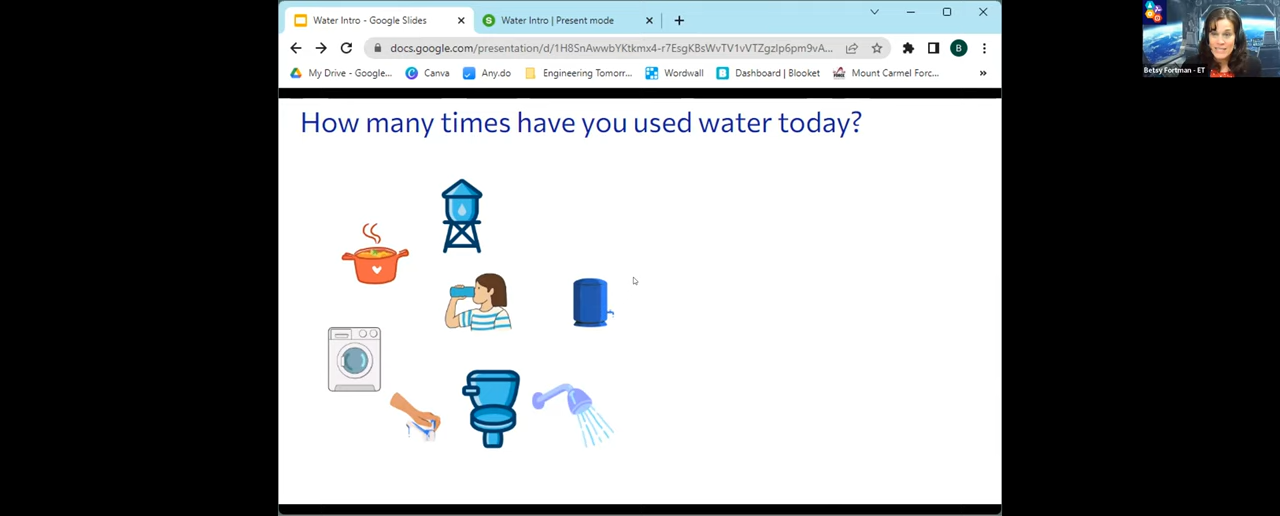 Water Intro - Google Slides
Water Intro | Present mode
docs.google.com/presentation/d/1H8SnAwwbYKtkmx4-r7EsgKBsWvTV1vVTZgzlp6pm9vA...
B
My Drive - Google...
Canva
Any.do
Engineering Tomorr...
Wordwall
Dashboard | Blooket
Mount Carmel Forc...
How many times have you used water today?
Betsy Fortman - ET